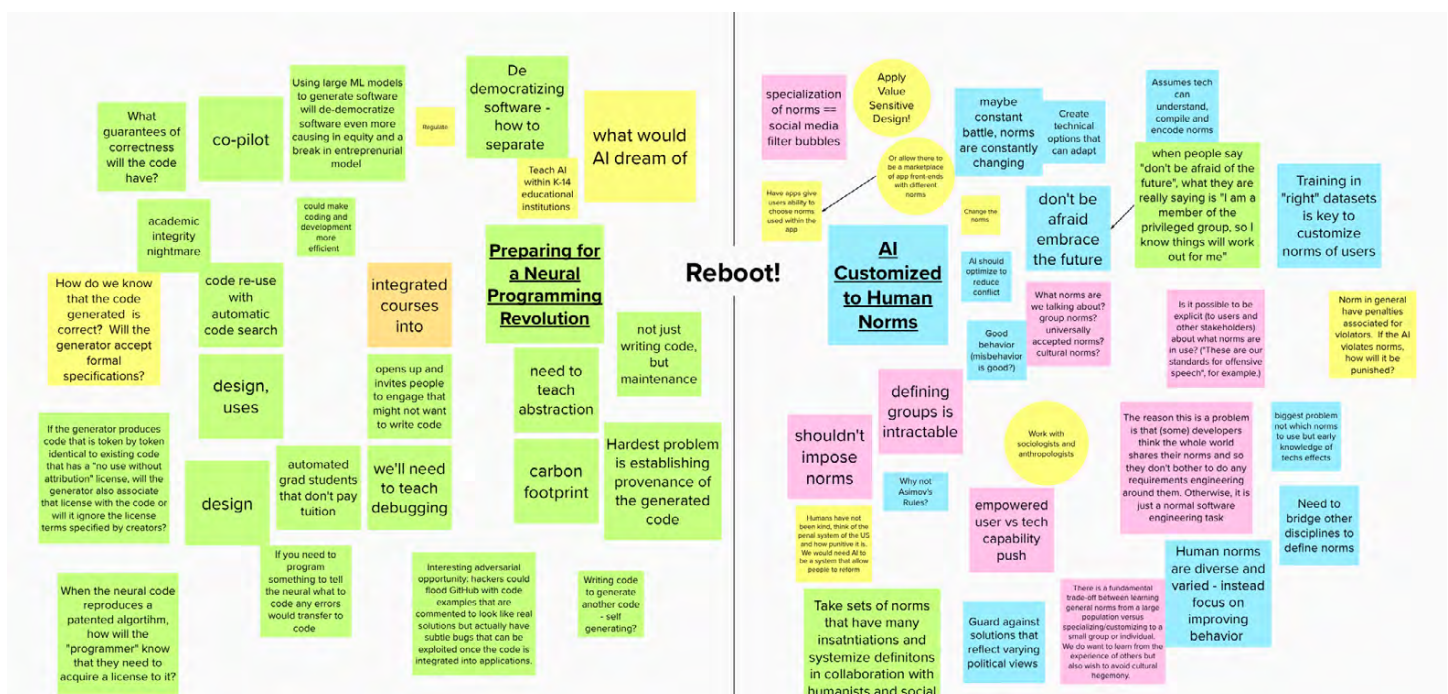 What
guarantees of
correctness
will the code
have?
co-pilot
Using large ML models
to generate software
will de-democratize
software even more
causing in equity and a
break in entreprenurial
model
Regulate
De
democratizing
software -
how to
separate
what would
AI dream of
Teach AI
within K-14
educational
institutions
academic
integrity
nightmare
could make
coding and
development
more
efficient
How do we know
that the code
generated is
correct? Will the
generator accept
formal
specifications?
code re-use
with
automatic
code search
integrated
courses
into
Preparing for
a Neural
Programming
Revolution
not just
writing code,
but
maintenance
design,
uses
opens up and
invites people
to engage that
might not want
to write code
need to
teach
abstraction
If the generator produces
code that is token by token
identical to existing code
that has a "no use without
attribution" license, will the
generator also associate
that license with the code or
will it ignore the license
terms specified by creators?
design
automated
grad students
that don't pay
tuition
we'll need
to teach
debugging
carbon
footprint
Hardest problem
is establishing
provenance of
the generated
code
When the neural code
reproduces a
patented algortihm,
how will the
"programmer" know
that they need to
acquire a license to it?
If you need to
program
something to tell
the neural what to
code any errors
would transfer to
code
Interesting adversarial
opportunity: hackers could
flood GitHub with code
examples that are
commented to look like real
solutions but actually have
subtle bugs that can be
exploited once the code is
integrated into applications.
Writing code
to generate
another code
- self
generating?
Reboot!
specialization
of norms ==
social media
filter bubbles
Apply
Value
Sensitive
Design!
maybe
constant
battle, norms
are constantly
changing
Create
technical
options that
can adapt
Assumes tech
can
understand,
compile and
encode norms
Have apps give
users ability to
choose norms
used within the
app
Or allow there to
be a marketplace
of app front-ends
with different
norms
Change the
norms
don't be
afraid
embrace
the future
when people say
"don't be afraid of the
future", what they are
really saying is "I am a
member of the
privileged group, so I
know things will work
out for me"
Training in
"right" datasets
is key to
customize
norms of users
AI
Customized
to Human
Norms
AI should
optimize to
reduce
conflict
What norms are
we talking about?
group norms?
universally
accepted norms?
cultural norms?
Is it possible to be
explicit (to users and
other stakeholders)
about what norms are
in use? ("These are our
standards for offensive
speech", for example.)
Norm in general
have penalties
associated for
violators. If the AI
violates norms,
how will it be
punished?
Good
behavior
(misbehavior
is good?)
defining
groups is
intractable
shouldn't
impose
norms
Work with
sociologists and
anthropologists
The reason this is a problem
is that (some) developers
think the whole world
shares their norms and so
they don't bother to do any
requirements engineering
around them. Otherwise, it is
just a normal software
engineering task
biggest problem
not which norms
to use but early
knowledge of
techs effects
Why not
Asimov's
Rules?
empowered
user vs tech
capability
push
Need to
bridge other
disciplines to
define norms
Humans have not
been kind, think of the
penal system of the US
and how punitive it is.
We would need AI to
be a system that allow
people to reform
Human norms
are diverse and
varied - instead
focus on
improving
behavior
Take sets of norms
that have many
insatntiations and
systemize definitons
in collaboration with
humanists and social
Guard against
solutions that
reflect varying
political views
There is a fundamental
trade-off between learning
general norms from a large
population versus
specializing/customizing to a
small group or individual.
We do want to learn from the
experience of others but
also wish to avoid cultural
hegemony.